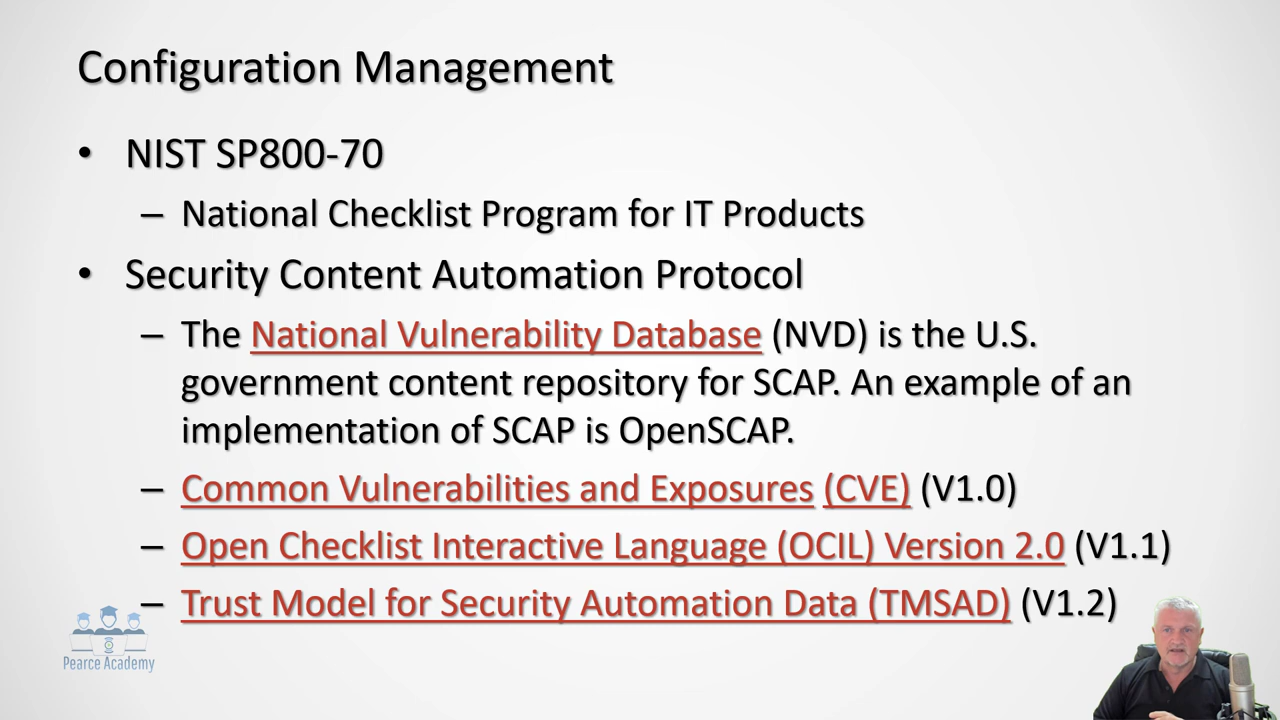 Configuration Management
• NIST SP800-70
– National Checklist Program for IT Products
• Security Content Automation Protocol
– The National Vulnerability Database (NVD) is the U.S.
government content repository for SCAP. An example of an
implementation of SCAP is OpenSCAP.
– Common Vulnerabilities and Exposures (CVE) (V1.0)
– Open Checklist Interactive Language (OCIL) Version 2.0 (V1.1)
– Trust Model for Security Automation Data (TMSAD) (V1.2)
Pearce Academy